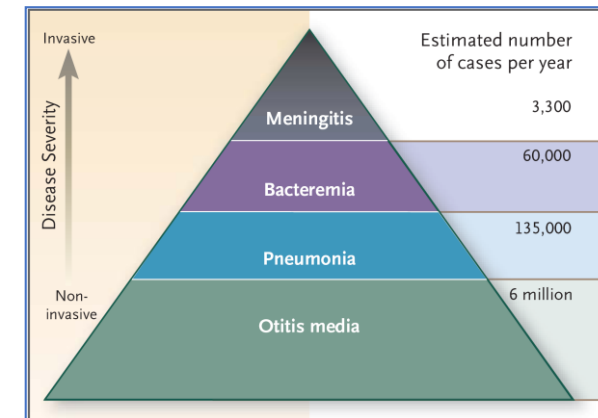 Invasive
Estimated number
of cases per year
Disease Severity
Meningitis
3,300
Bacteremia
60,000
Pneumonia
135,000
Non-
invasive
Otitis media
6 million